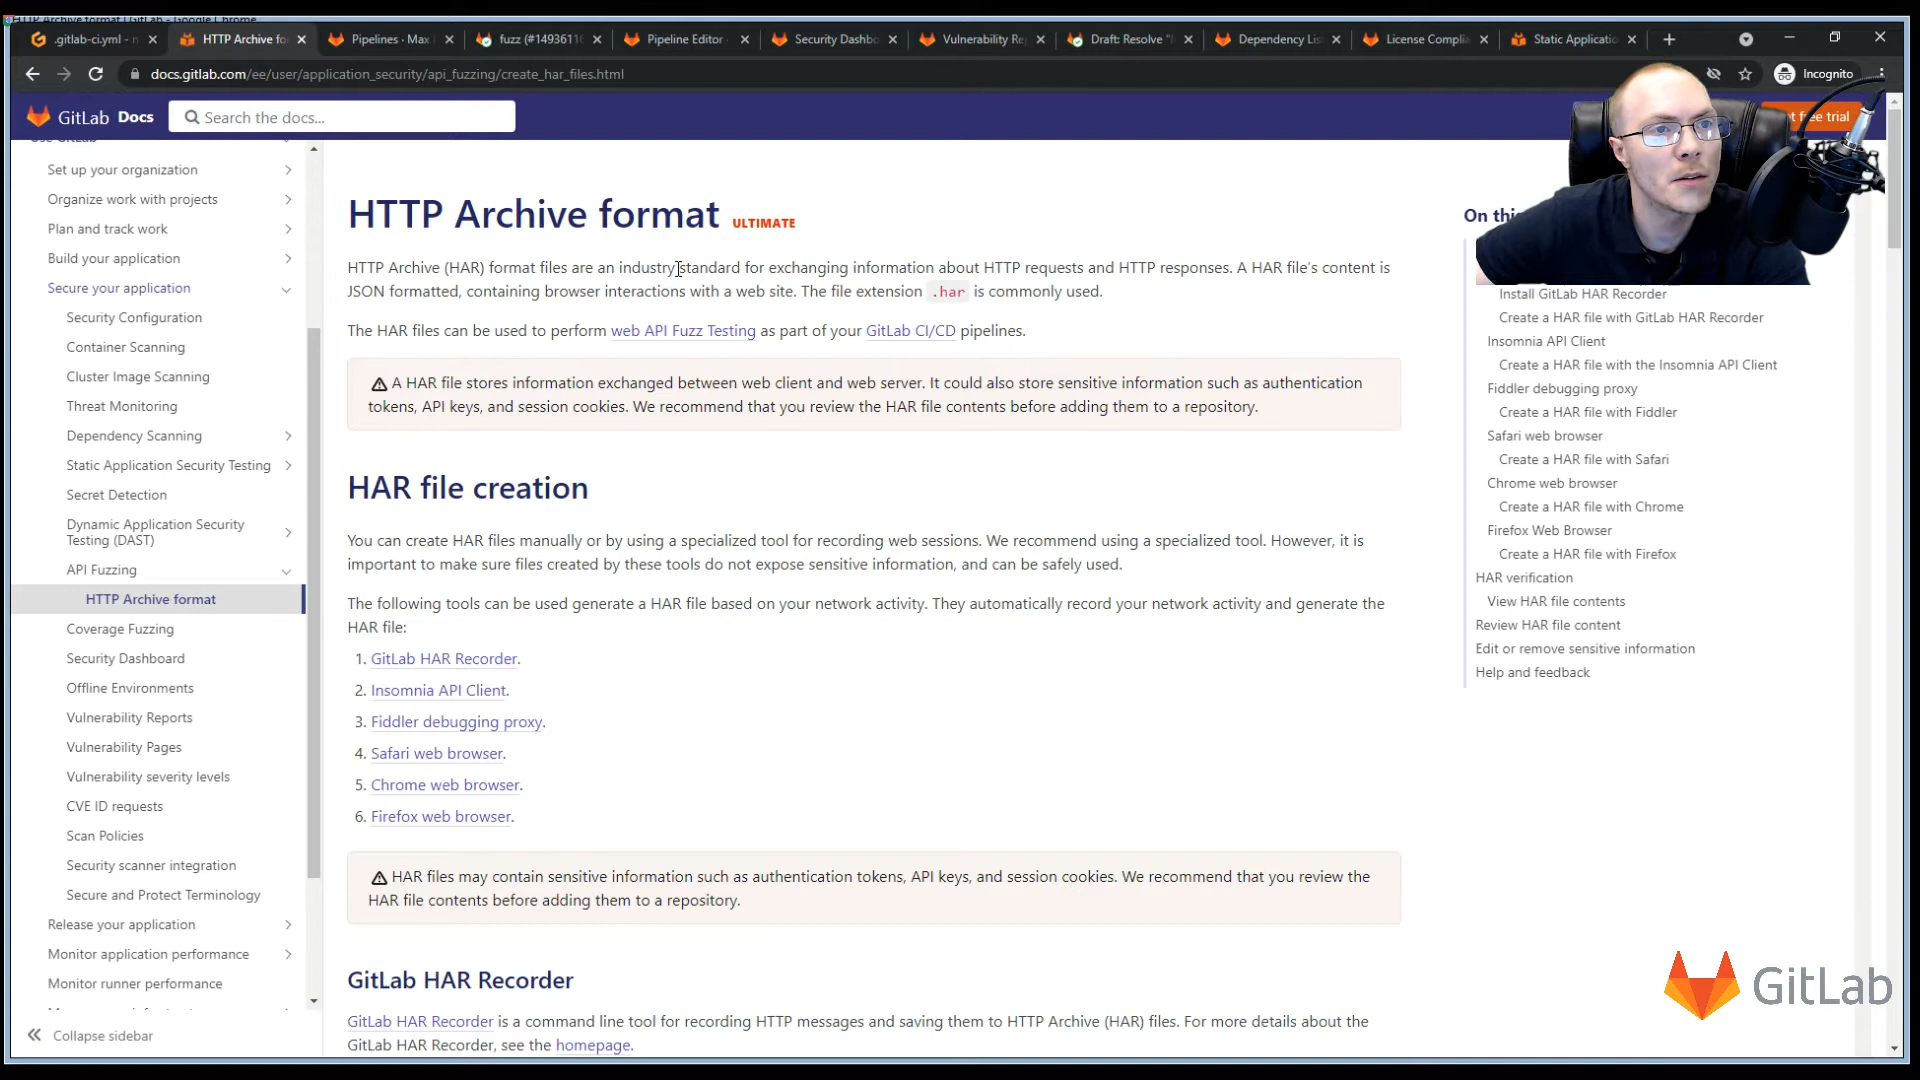 HTTP Archive format | GitLab - Google Chrome
.gitlab-ci.yml - n
HTTP Archive fo
Pipelines · Max
fuzz (#14936110
Pipeline Editor
Security Dashbo
Vulnerability Re
Draft: Resolve "
Dependency Lis
License Complia
Static Applicatio
docs.gitlab.com/ee/user/application_security/api_fuzzing/create_har_files.html
Incognito
GitLab Docs
Search the docs...
free trial
Set up your organization
Organize work with projects
Plan and track work
Build your application
Secure your application
Security Configuration
Container Scanning
Cluster Image Scanning
Threat Monitoring
Dependency Scanning
Static Application Security Testing
Secret Detection
Dynamic Application Security
Testing (DAST)
API Fuzzing
HTTP Archive format
Coverage Fuzzing
Security Dashboard
Offline Environments
Vulnerability Reports
Vulnerability Pages
Vulnerability severity levels
CVE ID requests
Scan Policies
Security scanner integration
Secure and Protect Terminology
Release your application
Monitor application performance
Monitor runner performance
Collapse sidebar
HTTP Archive format ULTIMATE
HTTP Archive (HAR) format files are an industry standard for exchanging information about HTTP requests and HTTP responses. A HAR file's content is
JSON formatted, containing browser interactions with a web site. The file extension .har is commonly used.
The HAR files can be used to perform web API Fuzz Testing as part of your GitLab CI/CD pipelines.
A HAR file stores information exchanged between web client and web server. It could also store sensitive information such as authentication
tokens, API keys, and session cookies. We recommend that you review the HAR file contents before adding them to a repository.
HAR file creation
You can create HAR files manually or by using a specialized tool for recording web sessions. We recommend using a specialized tool. However, it is
important to make sure files created by these tools do not expose sensitive information, and can be safely used.
The following tools can be used generate a HAR file based on your network activity. They automatically record your network activity and generate the
HAR file:
1. GitLab HAR Recorder.
2. Insomnia API Client.
3. Fiddler debugging proxy.
4. Safari web browser.
5. Chrome web browser.
6. Firefox web browser.
HAR files may contain sensitive information such as authentication tokens, API keys, and session cookies. We recommend that you review the
HAR file contents before adding them to a repository.
GitLab HAR Recorder
GitLab HAR Recorder is a command line tool for recording HTTP messages and saving them to HTTP Archive (HAR) files. For more details about the
GitLab HAR Recorder, see the homepage.
On this
Install GitLab HAR Recorder
Create a HAR file with GitLab HAR Recorder
Insomnia API Client
Create a HAR file with the Insomnia API Client
Fiddler debugging proxy
Create a HAR file with Fiddler
Safari web browser
Create a HAR file with Safari
Chrome web browser
Create a HAR file with Chrome
Firefox Web Browser
Create a HAR file with Firefox
HAR verification
View HAR file contents
Review HAR file content
Edit or remove sensitive information
Help and feedback
GitLab